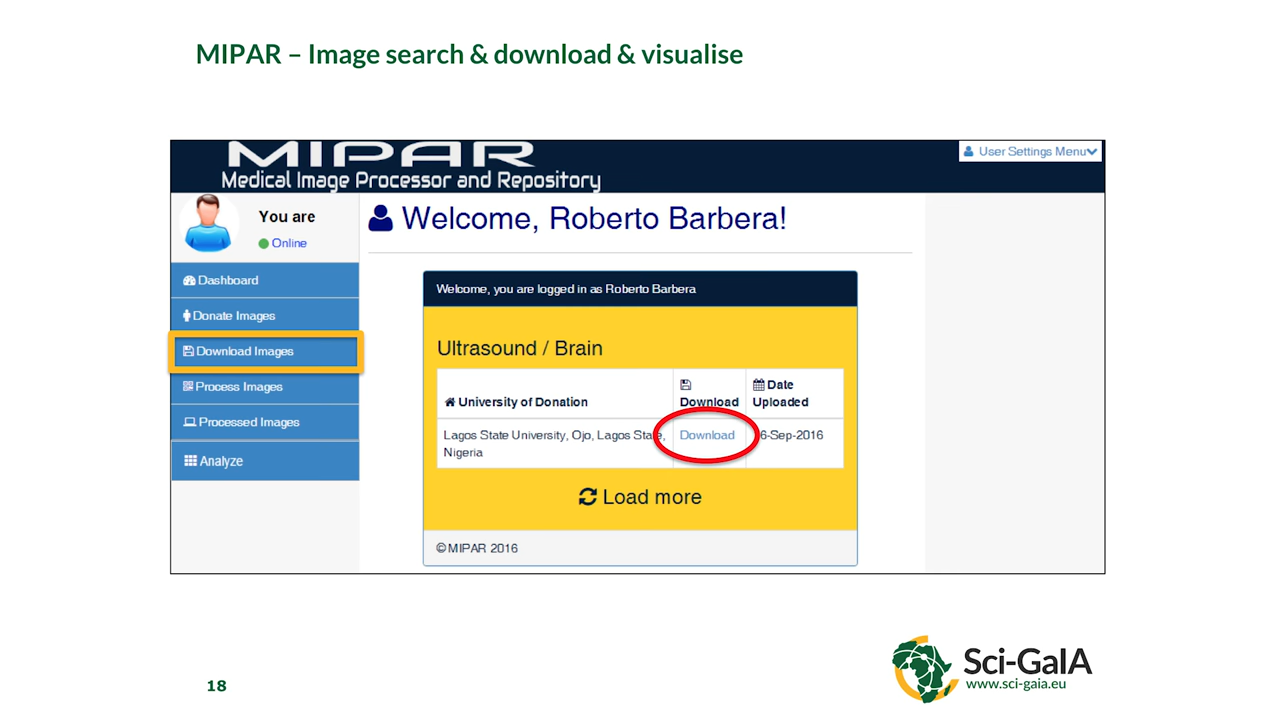 MIPAR – Image search & download & visualise
MIPAR
Medical Image Processor and Repository
User Settings Menu
You are
Online
Welcome, Roberto Barbera!
Dashboard
Donate Images
Download Images
Process Images
Processed Images
Analyze
Welcome, you are logged in as Roberto Barbera
Ultrasound / Brain
University of Donation
Download
Date
Uploaded
Lagos State University, Ojo, Lagos State,
Nigeria
Download
6-Sep-2016
Load more
© MIPAR 2016
18
Sci-GaIA
www.sci-gaia.eu